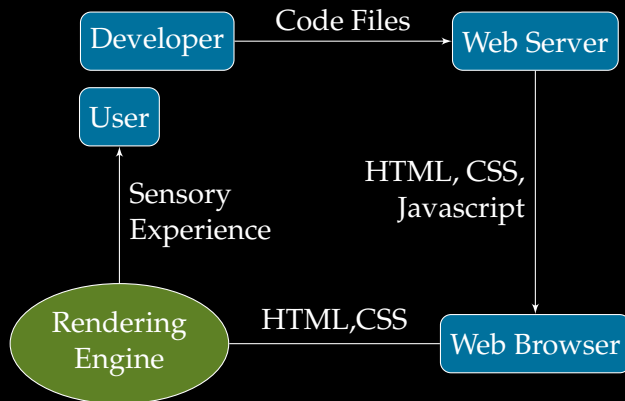 Developer
Code Files
Web Server
User
HTML, CSS,
Javascript
Sensory
Experience
Rendering
Engine
HTML,CSS
Web Browser